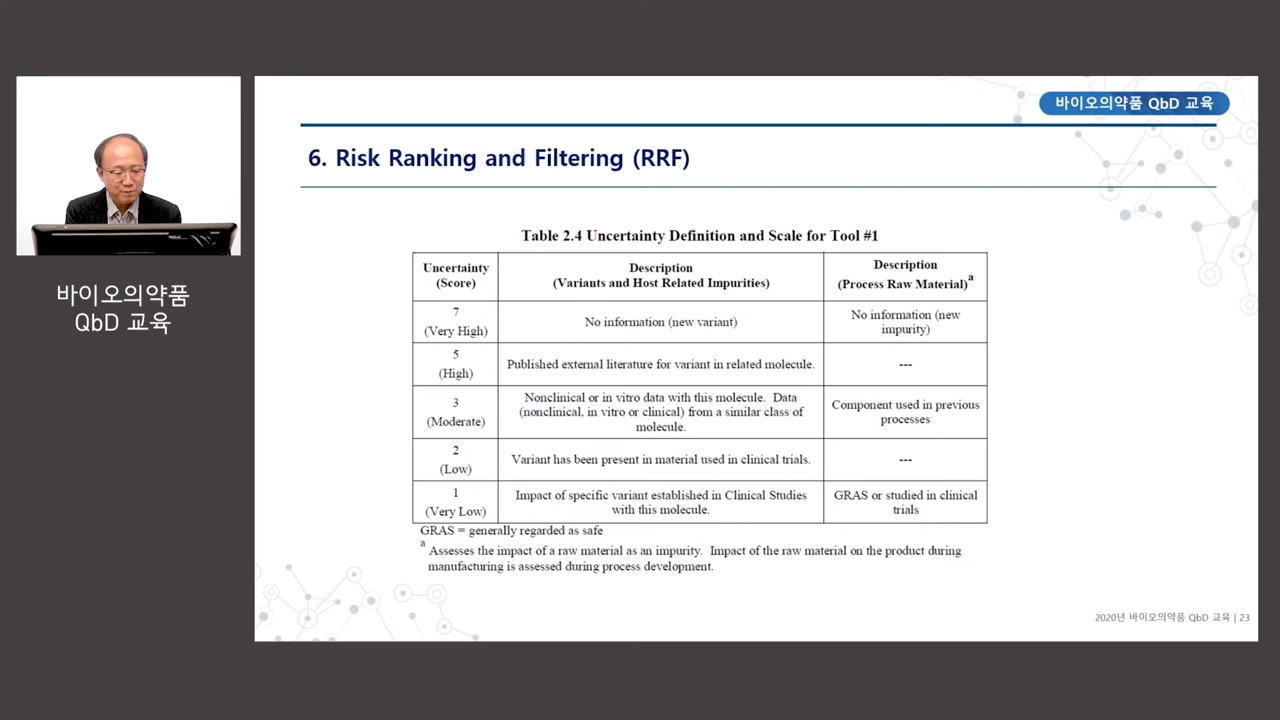 바이오의약품 QbD 교육
6. Risk Ranking and Filtering (RRF)
바이오의약품
QbD 교육
Table 2.4 Uncertainty Definition and Scale for Tool #1
Uncertainty
(Score)
Description
(Variants and Host Related Impurities)
Description
(Process Raw Material)a
7
(Very High)
No information (new variant)
No information (new
impurity)
5
(High)
Published external literature for variant in related molecule.
---
3
(Moderate)
Nonclinical or in vitro data with this molecule. Data
(nonclinical, in vitro or clinical) from a similar class of
molecule.
Component used in previous
processes
2
(Low)
Variant has been present in material used in clinical trials.
---
1
(Very Low)
Impact of specific variant established in Clinical Studies
with this molecule.
GRAS or studied in clinical
trials
GRAS = generally regarded as safe
a Assesses the impact of a raw material as an impurity. Impact of the raw material on the product during
manufacturing is assessed during process development.
2020년 바이오의약품 QbD 교육 | 23